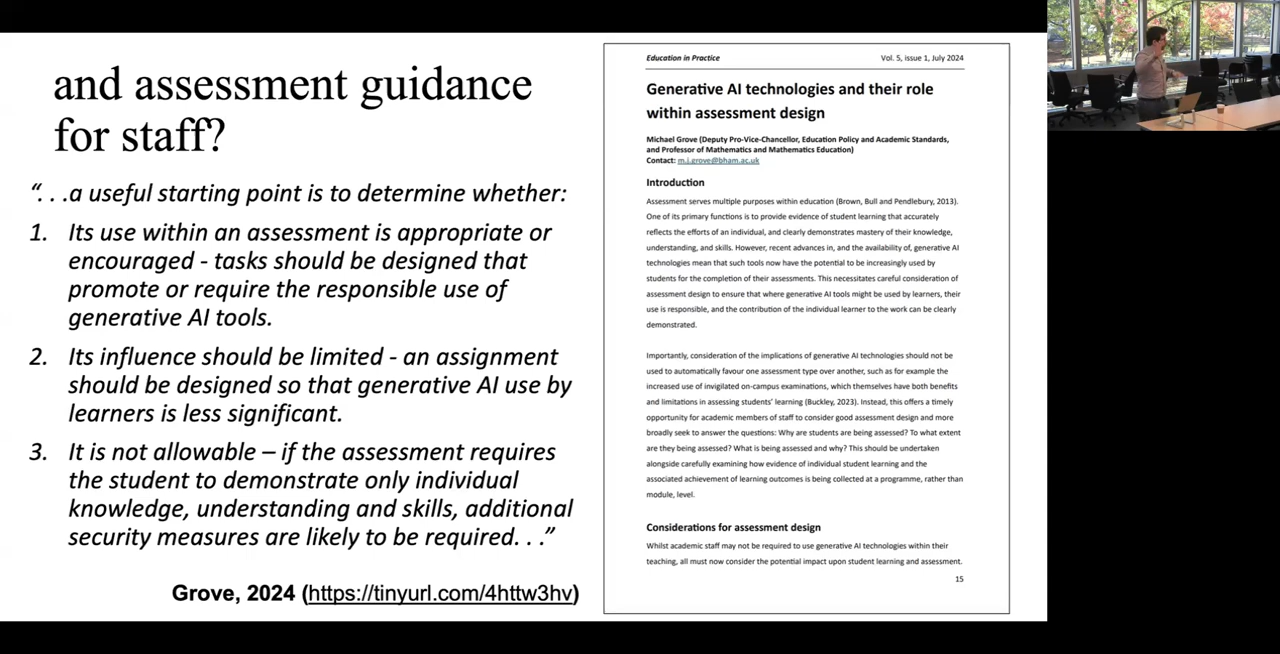 and assessment guidance
for staff?
“. . .a useful starting point is to determine whether:
1. Its use within an assessment is appropriate or
encouraged - tasks should be designed that
promote or require the responsible use of
generative AI tools.
2. Its influence should be limited - an assignment
should be designed so that generative AI use by
learners is less significant.
3. It is not allowable – if the assessment requires
the student to demonstrate only individual
knowledge, understanding and skills, additional
security measures are likely to be required. . .”
Grove, 2024 (https://tinyurl.com/4httw3hv)
Education in Practice
Vol. 5, issue 1, July 2024
Generative AI technologies and their role
within assessment design
Michael Grove (Deputy Pro-Vice-Chancellor, Education Policy and Academic Standards,
and Professor of Mathematics and Mathematics Education)
Contact: m.j.grove@bham.ac.uk
Introduction
Assessment serves multiple purposes within education (Brown, Bull and Pendlebury, 2013).
One of its primary functions is to provide evidence of student learning that accurately
reflects the efforts of an individual, and clearly demonstrates mastery of their knowledge,
understanding, and skills. However, recent advances in, and the availability of, generative AI
technologies mean that such tools now have the potential to be increasingly used by
students for the completion of their assessments. This necessitates careful consideration of
assessment design to ensure that where generative AI tools might be used by learners, their
use is responsible, and the contribution of the individual learner to the work can be clearly
demonstrated.
Importantly, consideration of the implications of generative AI technologies should not be
used to automatically favour one assessment type over another, such as for example the
increased use of invigilated on-campus examinations, which themselves have both benefits
and limitations in assessing students’ learning (Buckley, 2023). Instead, this offers a timely
opportunity for academic members of staff to consider good assessment design and more
broadly seek to answer the questions: Why are students are being assessed? To what extent
are they being assessed? What is being assessed and why? This should be undertaken
alongside carefully examining how evidence of individual student learning and the
associated achievement of learning outcomes is being collected at a programme, rather than
module, level.
Considerations for assessment design
Whilst academic staff may not be required to use generative AI technologies within their
teaching, all must now consider the potential impact upon student learning and assessment.
15